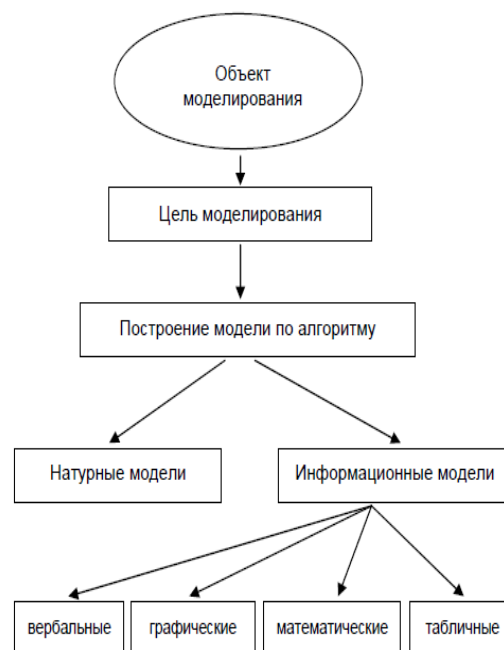 Объект
моделирования
Цель моделирования
Построение модели по алгоритму
Натурные модели
Информационные модели
вербальные
графические
математические
табличные